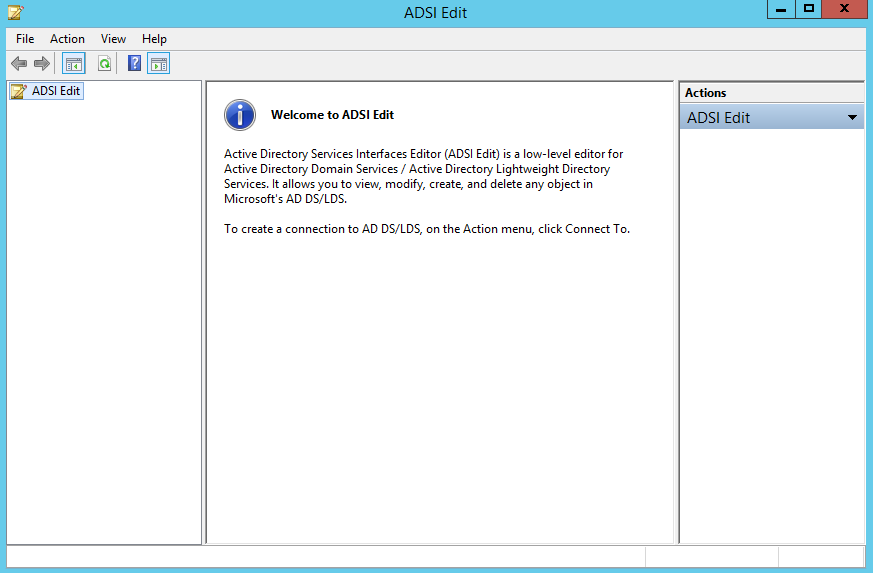 ADSI Edit
File Action View Help
ADSI Edit
Welcome to ADSI Edit
Active Directory Services Interfaces Editor (ADSI Edit) is a low-level editor for
Active Directory Domain Services / Active Directory Lightweight Directory
Services. It allows you to view, modify, create, and delete any object in
Microsoft's AD DS/LDS.
To create a connection to AD DS/LDS, on the Action menu, click Connect To.
Actions
ADSI Edit